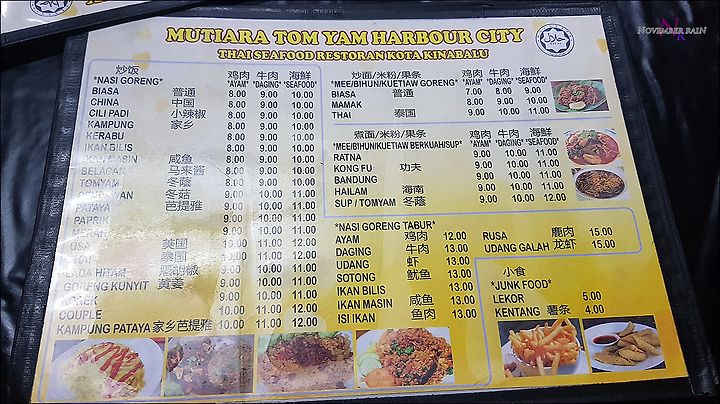 MUTIARA TOM YAM HARBOUR CITY
THAI SEAFOOD RESTORAN KOTA KINABALU
NOVEMBER RAIN
炒饭 鸡肉 牛肉 海鲜
*NASI GORENG* *AYAM* *DAGING* *SEAFOOD*
BIASA 普通 8.00 9.00 10.00
CHINA 中国 8.00 9.00 10.00
CILI PADI 小辣椒 8.00 9.00 10.00
KAMPUNG 家乡 8.00 9.00 10.00
KERABU 8.00 9.00 10.00
IKAN BILIS 8.00 9.00 10.00
IKAN MASIN 咸鱼 8.00 9.00 10.00
BELACAN 马来酱 8.00 9.00 10.00
TOMYAM 冬蔭 8.00 9.00 10.00
冬菇 9.00 10.00 11.00
PATAYA 芭提雅 9.00 10.00 11.00
PAPRIK 9.00 10.00 11.00
9.00 10.00 11.00
USA 美国 10.00 11.00 12.00
泰国 10.00 11.00 12.00
LADA HITAM 黑胡椒 9.00 10.00 11.00
GORENG KUNYIT 黄姜 9.00 10.00 11.00
9.00 10.00 11.00
COUPLE 10.00 11.00 12.00
KAMPUNG PATAYA 家乡芭提雅 10.00 11.00 12.00
炒面/米粉/果条 鸡肉 牛肉 海鲜
*MEE/BIHUN/KUETIAW GORENG* *AYAM* *DAGING* *SEAFOOD*
BIASA 普通 7.00 8.00 9.00
MAMAK 8.00 9.00 10.00
THAI 泰国 9.00 10.00 11.00
煮面/米粉/果条 鸡肉 牛肉 海鲜
*MEE/BIHUN/KUETIAW BERKUAH/SUP* *AYAM* *DAGING* *SEAFOOD*
RATNA 9.00 10.00 11.00
KONG FU 功夫 9.00 10.00 11.00
BANDUNG 9.00 10.00 11.00
HAILAM 海南 9.00 10.00 11.00
SUP / TOMYAM 冬蔭 9.00 10.00 11.00
*NASI GORENG TABUR*
AYAM 鸡肉 12.00
DAGING 牛肉 13.00
UDANG 虾 13.00
SOTONG 魷鱼 13.00
IKAN BILIS 13.00
IKAN MASIN 咸鱼 13.00
ISI IKAN 鱼肉 13.00
RUSA 鹿肉 15.00
UDANG GALAH 龙虾 15.00
小食
*JUNK FOOD*
LEKOR 5.00
KENTANG 薯条 4.00